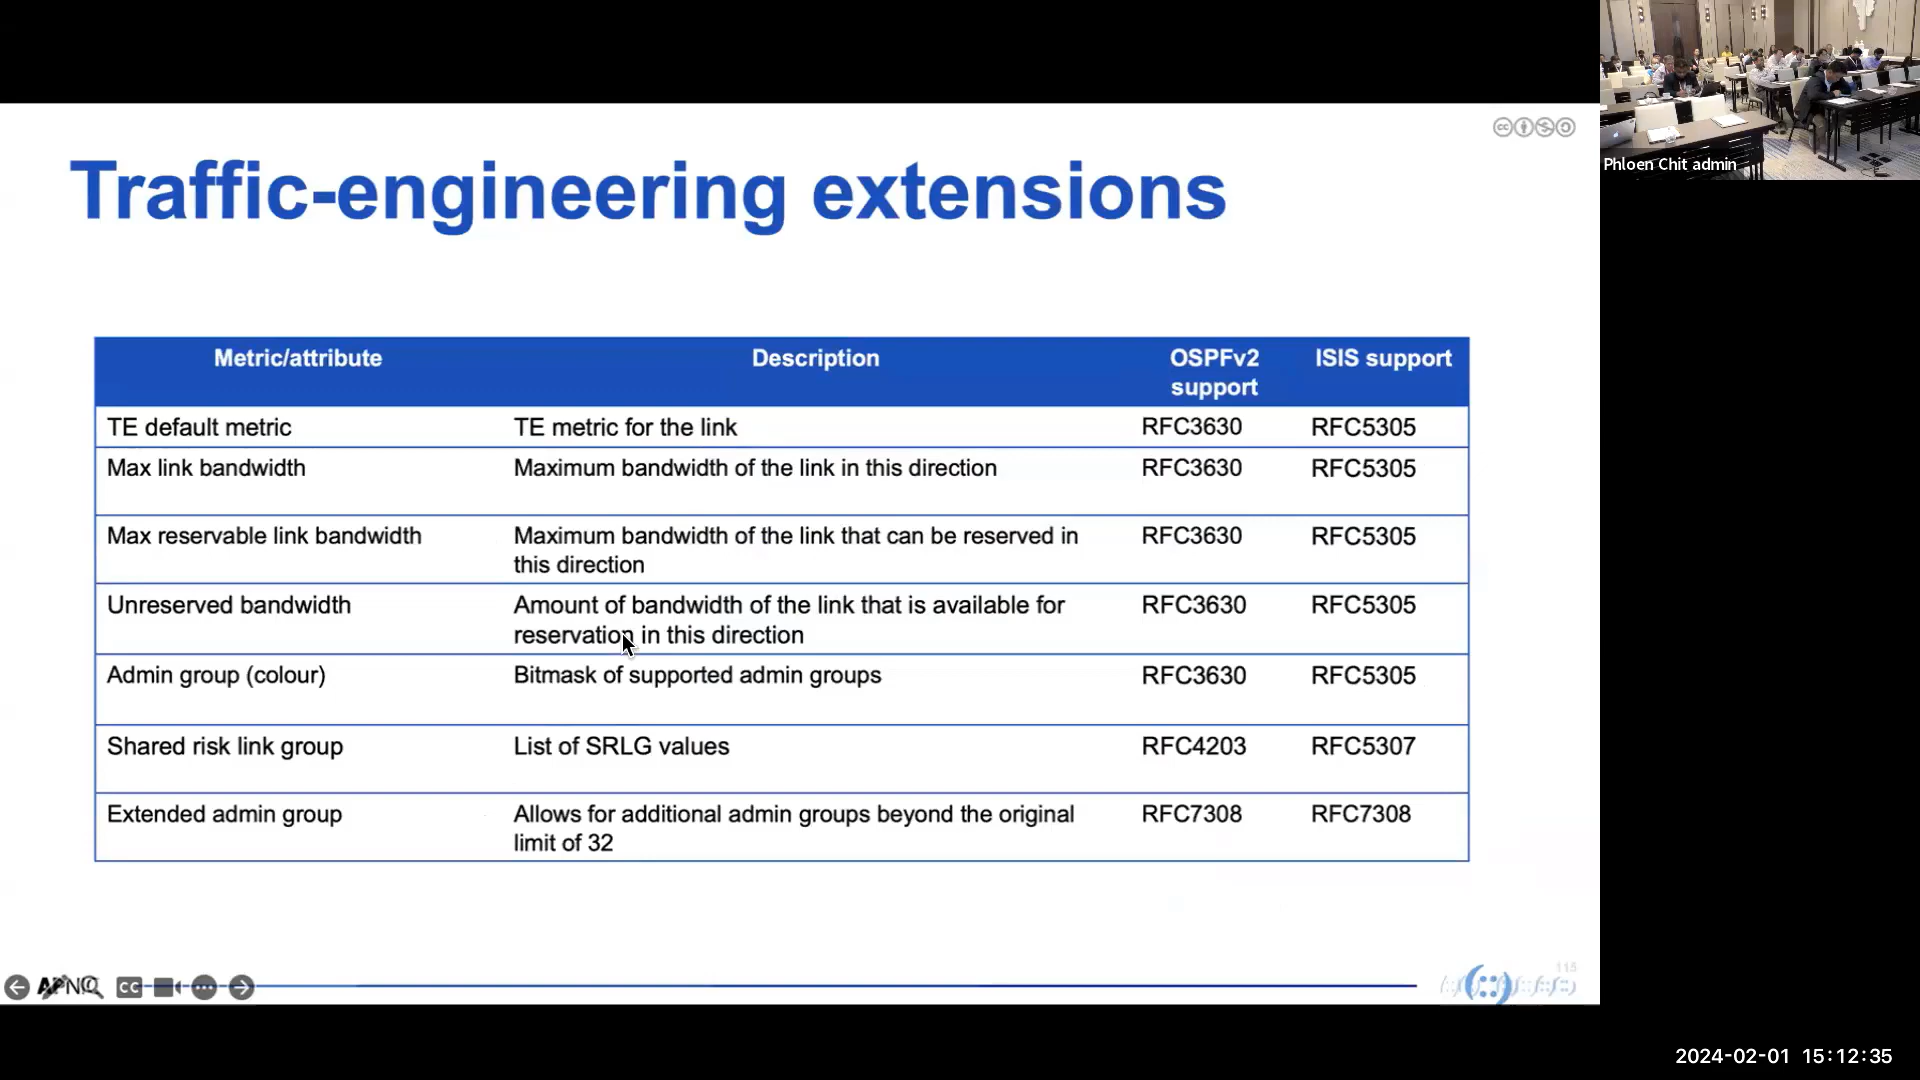 Phloen Chit admin
Traffic-engineering extensions
Metric/attribute Description OSPFv2 support ISIS support
TE default metric TE metric for the link RFC3630 RFC5305
Max link bandwidth Maximum bandwidth of the link in this direction RFC3630 RFC5305
Max reservable link bandwidth Maximum bandwidth of the link that can be reserved in RFC3630 RFC5305
this direction
Unreserved bandwidth Amount of bandwidth of the link that is available for RFC3630 RFC5305
reservation in this direction
Admin group (colour) Bitmask of supported admin groups RFC3630 RFC5305
Shared risk link group List of SRLG values RFC4203 RFC5307
Extended admin group Allows for additional admin groups beyond the original RFC7308 RFC7308
limit of 32
CC
115
2024-02-01 15:12:35